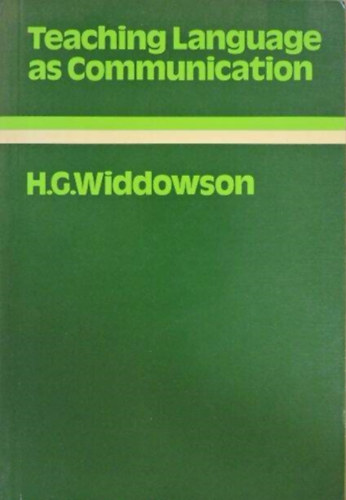 Teaching Language
as Communication
H.G.Widdowson